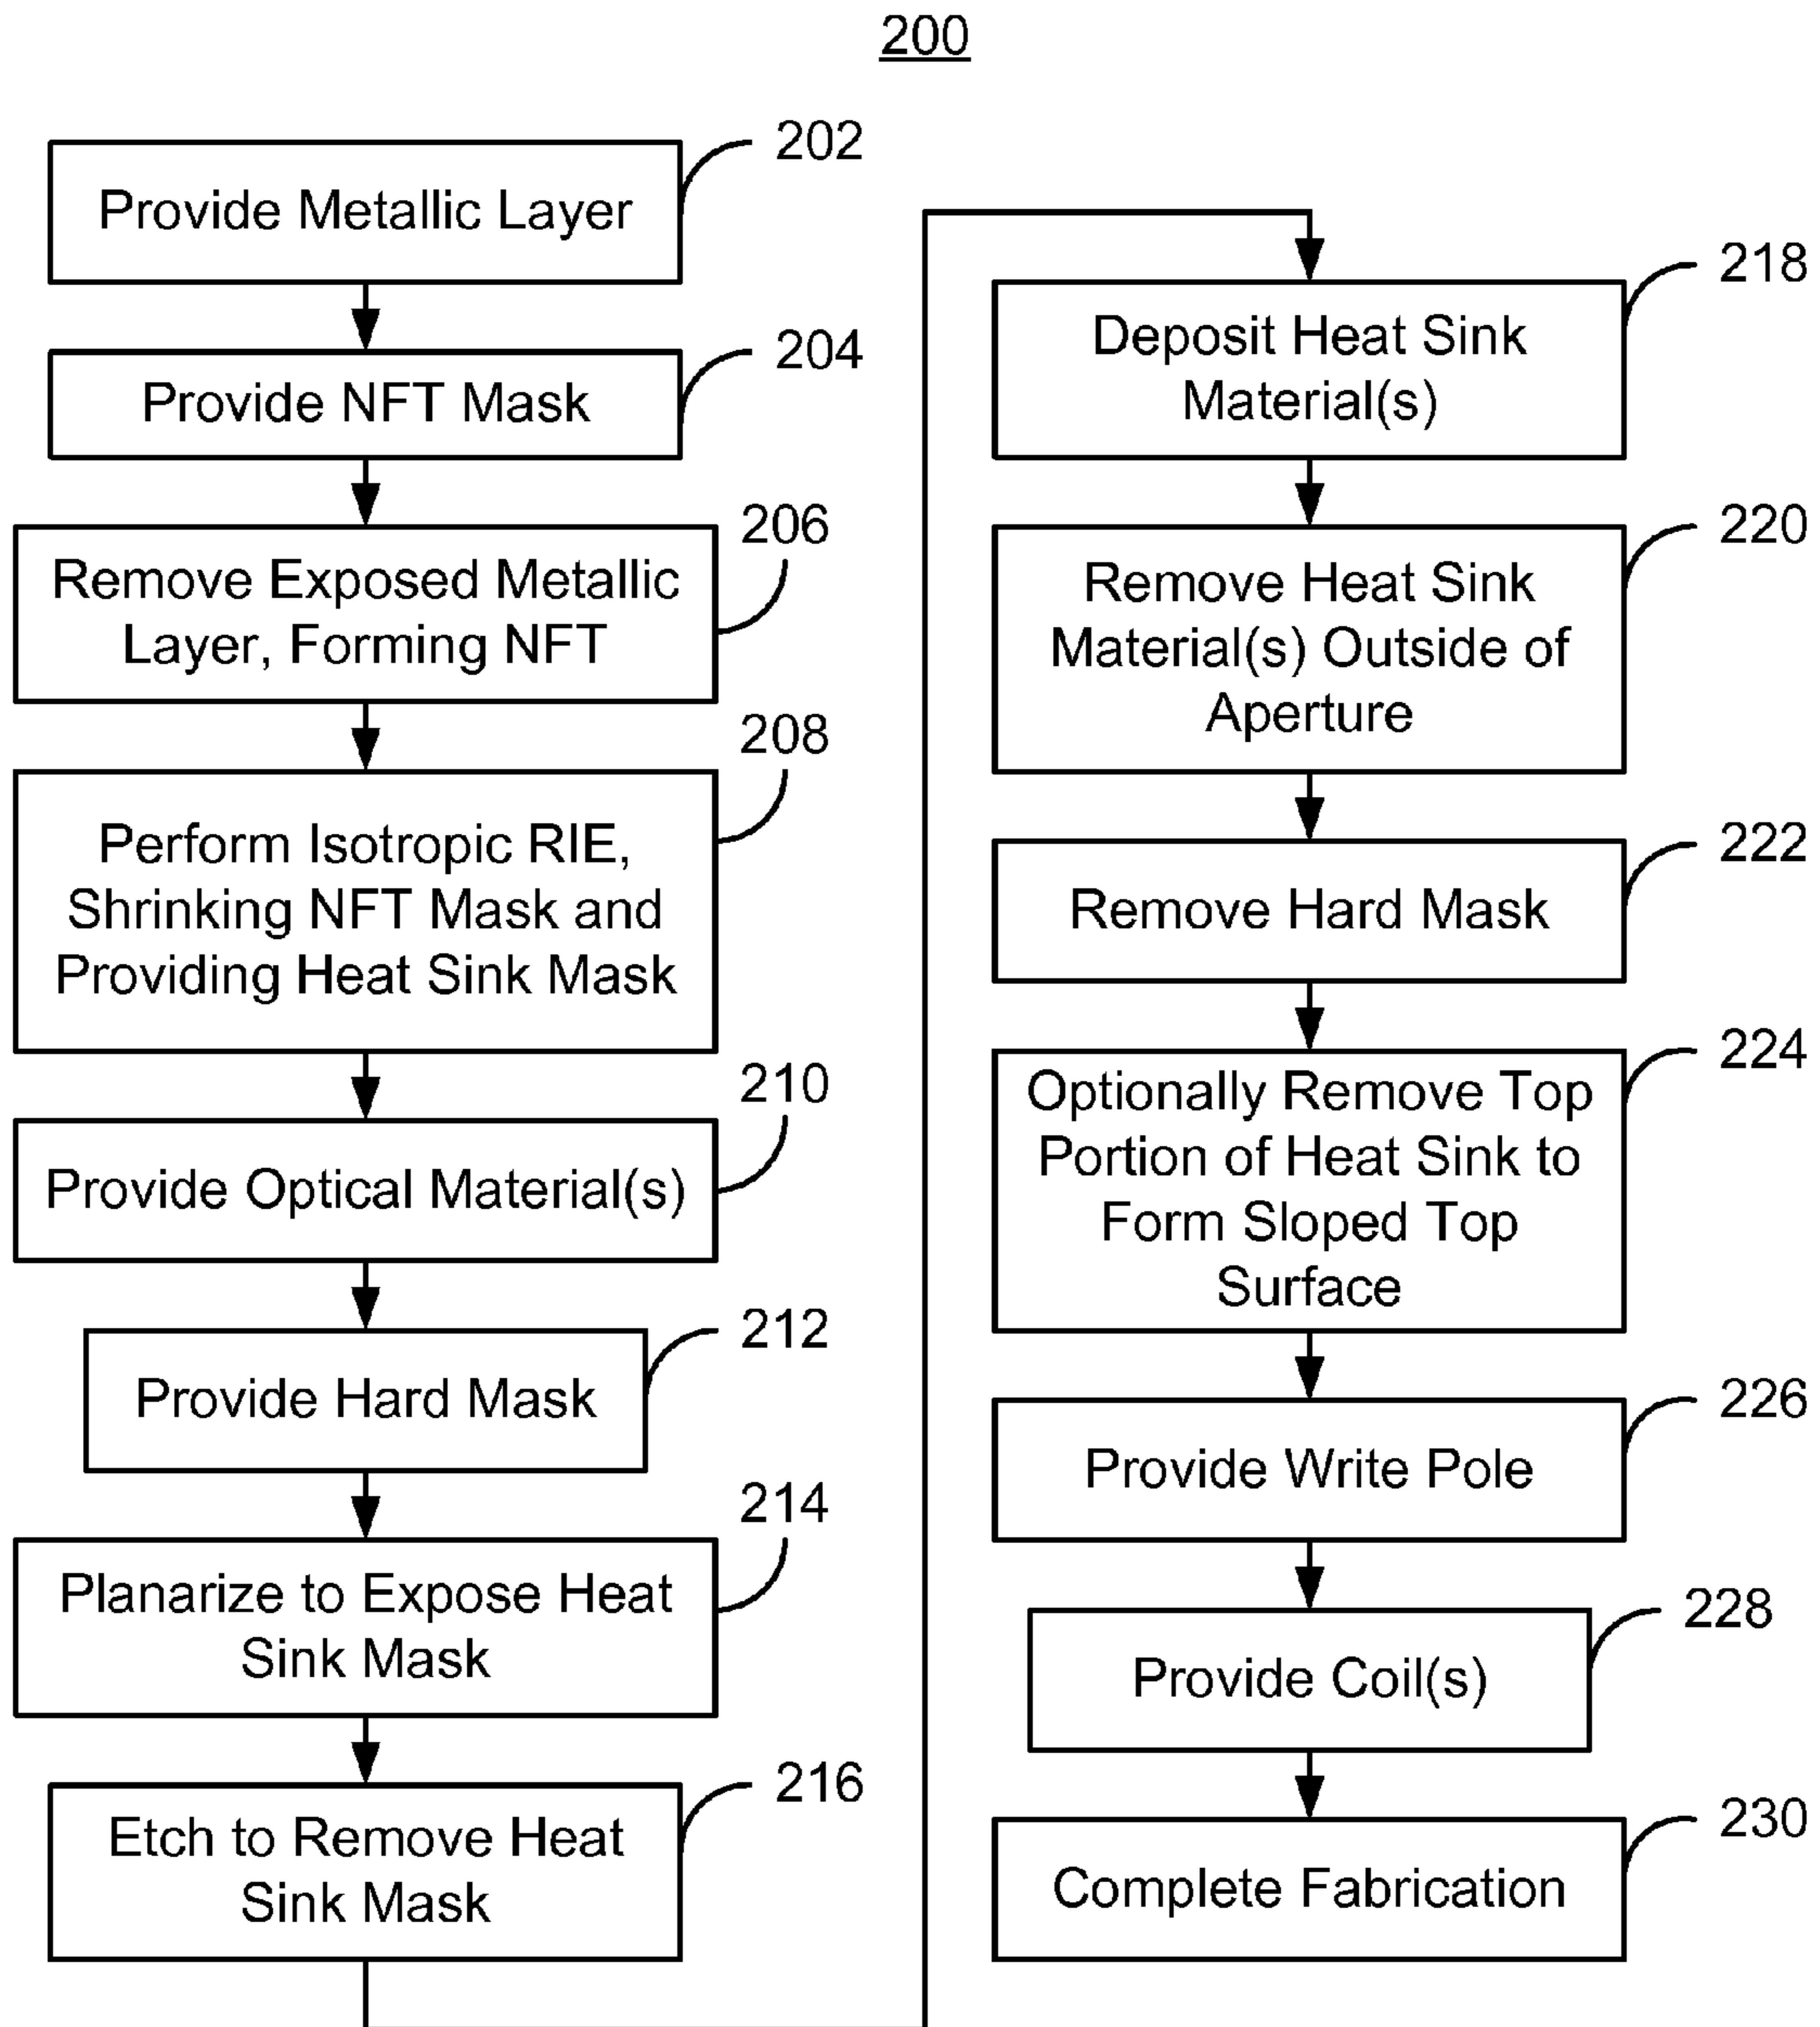 200
202
Provide Metallic Layer
204
Provide NFT Mask
206
Remove Exposed Metallic
Layer, Forming NFT
208
Perform Isotropic RIE,
Shrinking NFT Mask and
Providing Heat Sink Mask
210
Provide Optical Material(s)
212
Provide Hard Mask
214
Planarize to Expose Heat
Sink Mask
216
Etch to Remove Heat
Sink Mask
218
Deposit Heat Sink
Material(s)
220
Remove Heat Sink
Material(s) Outside of
Aperture
222
Remove Hard Mask
224
Optionally Remove Top
Portion of Heat Sink to
Form Sloped Top
Surface
226
Provide Write Pole
228
Provide Coil(s)
230
Complete Fabrication